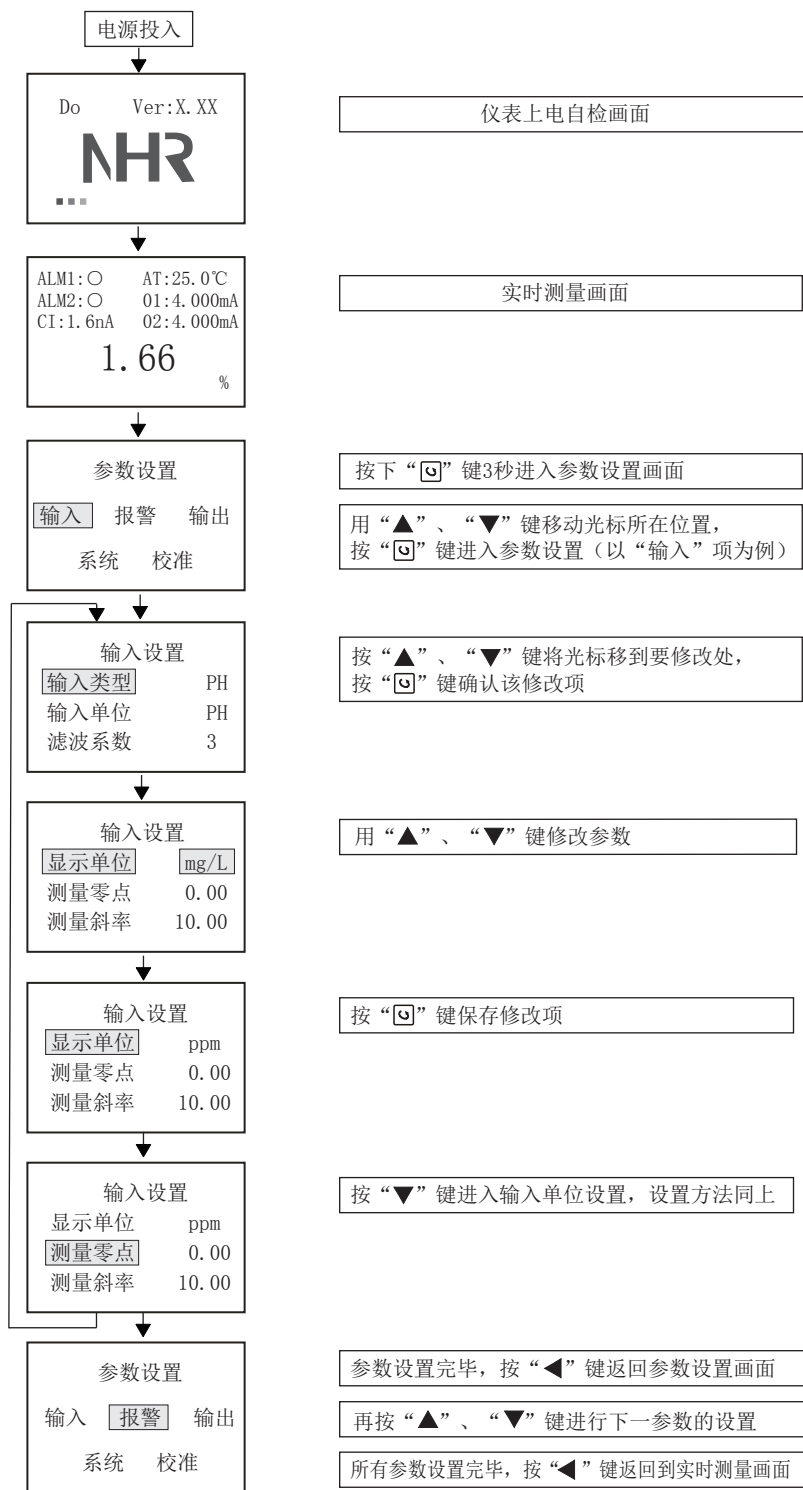 电源投入
Do Ver:X.XX
NHR
仪表上电自检画面
ALM1:○ AT:25.0℃
ALM2:○ 01:4.000mA
CI:1.6nA 02:4.000mA
1.66
%
实时测量画面
参数设置
输入 报警 输出
系统 校准
按下“”键3秒进入参数设置画面
用“▲”、“▼”键移动光标所在位置，
按“”键进入参数设置（以“输入”项为例）
输入设置
输入类型 PH
输入单位 PH
滤波系数 3
按“▲”、“▼”键将光标移到要修改处，
按“”键确认该修改项
输入设置
显示单位 mg/L
测量零点 0.00
测量斜率 10.00
用“▲”、“▼”键修改参数
输入设置
显示单位 ppm
测量零点 0.00
测量斜率 10.00
按“”键保存修改项
输入设置
显示单位 ppm
测量零点 0.00
测量斜率 10.00
按“▼”键进入输入单位设置，设置方法同上
参数设置
输入 报警 输出
系统 校准
参数设置完毕，按“◀”键返回参数设置画面
再按“▲”、“▼”键进行下一参数的设置
所有参数设置完毕，按“◀”键返回到实时测量画面